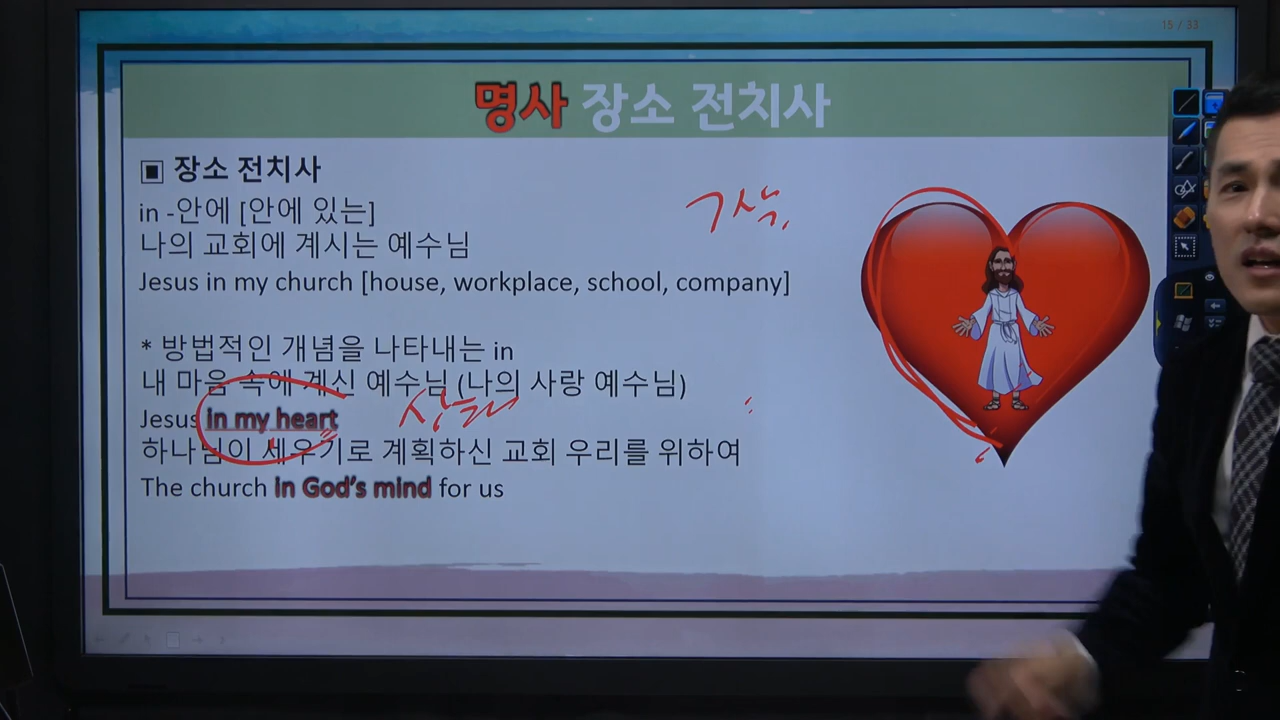 15 / 33
명사 장소 전치사
▣ 장소 전치사
in -안에 [안에 있는]
나의 교회에 계시는 예수님
Jesus in my church [house, workplace, school, company]
* 방법적인 개념을 나타내는 in
내 마음 속에 계신 예수님 (나의 사랑 예수님)
Jesus in my heart
하나님이 세우기로 계획하신 교회 우리를 위하여
The church in God's mind for us